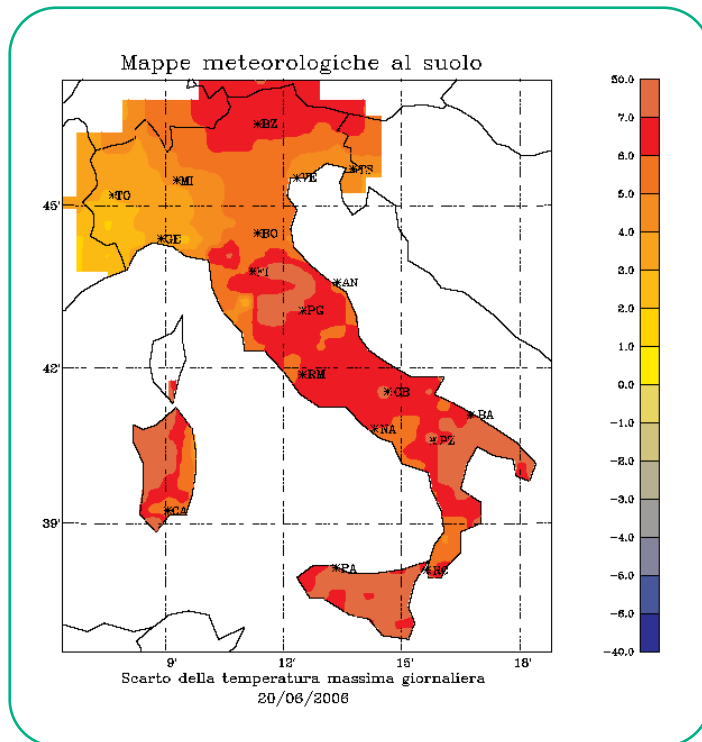 Mappe meteorologiche al suolo
50.0
7.0
6.0
5.0
4.0
3.0
2.0
1.0
0.0
-1.0
-2.0
-3.0
-4.0
-5.0
-6.0
-40.0
45'
42'
39'
BZ
TS
VE
MI
TO
GE
BO
FI
AN
PG
RM
CB
BA
NA
PZ
CA
PA
RC
9'
12'
15'
18'
Scarto della temperatura massima giornaliera
20/06/2006